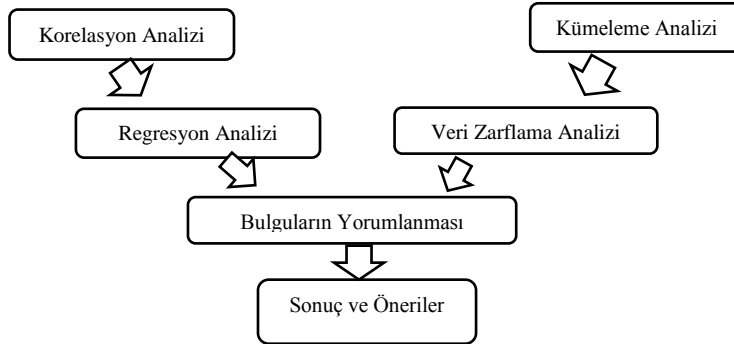 Korelasyon Analizi
Kümeleme Analizi
Regresyon Analizi
Veri Zarflama Analizi
Bulguların Yorumlanması
Sonuç ve Öneriler